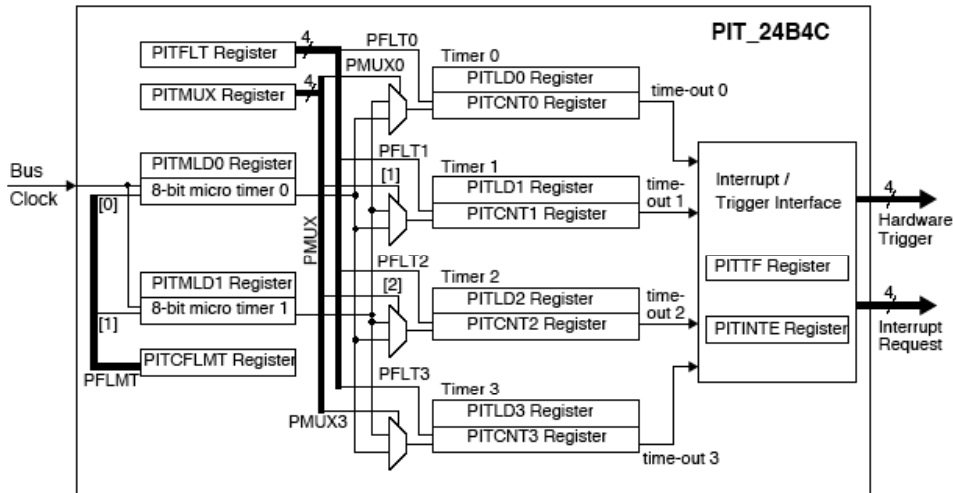 PIT_24B4C
4
PITFLT Register
PFLT0
Timer 0
PMUX0
PITLD0 Register
4
PITMUX Register
PITCNT0 Register
time-out 0
Bus
Clock
PITMLD0 Register
8-bit micro timer 0
[0]
PFLT1
[1]
Timer 1
PITLD1 Register
PITCNT1 Register
time-
out 1
Interrupt /
Trigger Interface
4
Hardware
Trigger
PMUX
PFLT2
[2]
Timer 2
PITLD2 Register
PITCNT2 Register
time-
out 2
PITTF Register
PITMLD1 Register
8-bit micro timer 1
[1]
PITINTE Register
4
Interrupt
Request
PITCFLMT Register
PFLMT
PFLT3
Timer 3
PITLD3 Register
PMUX3
PITCNT3 Register
time-out 3